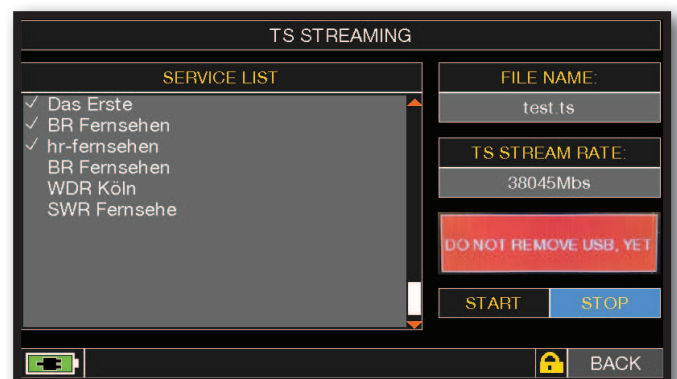 TS STREAMING
SERVICE LIST
✓ Das Erste
✓ BR Fernsehen
✓ hr-fernsehen
BR Fernsehen
WDR Köln
SWR Fernsehe
FILE NAME:
test.ts
TS STREAM RATE:
38045Mbs
DO NOT REMOVE USB, YET
START STOP
BACK